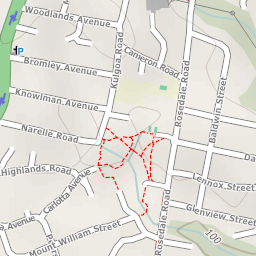 Woodlands Avenue
Kulgoa Road
Cameron Road
P
Bromley Avenue
Rosedale Road
Baldwin Street
Knowlman Avenue
Narelle Road
Da
Highlands Road
Carlotta Avenue
Lennox Street
Glenview Street
Mount William Street
Rosedale Road
100